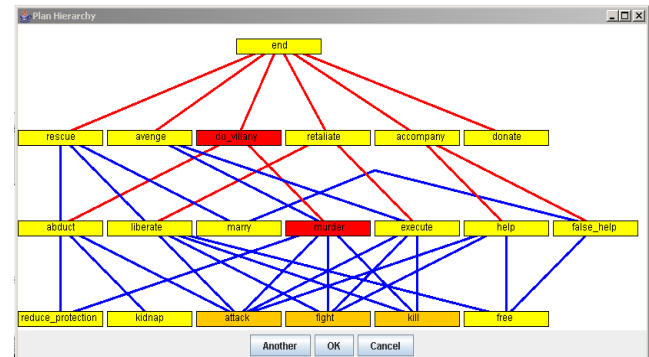 Plan Hierarchy
end
rescue avenge do_villany retaliate accompany donate
abduct liberate marry murder execute help false_help
reduce_protection kidnap attack fight kill free
Another OK Cancel